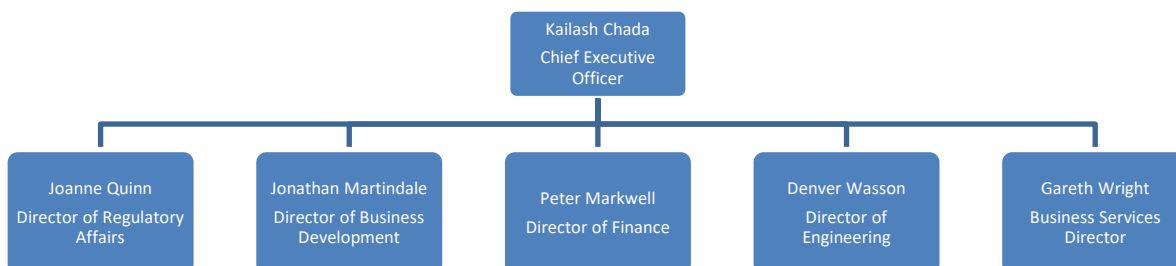 Kailash Chada
Chief Executive
Officer
Joanne Quinn
Director of Regulatory
Affairs
Jonathan Martindale
Director of Business
Development
Peter Markwell
Director of Finance
Denver Wasson
Director of
Engineering
Gareth Wright
Business Services
Director